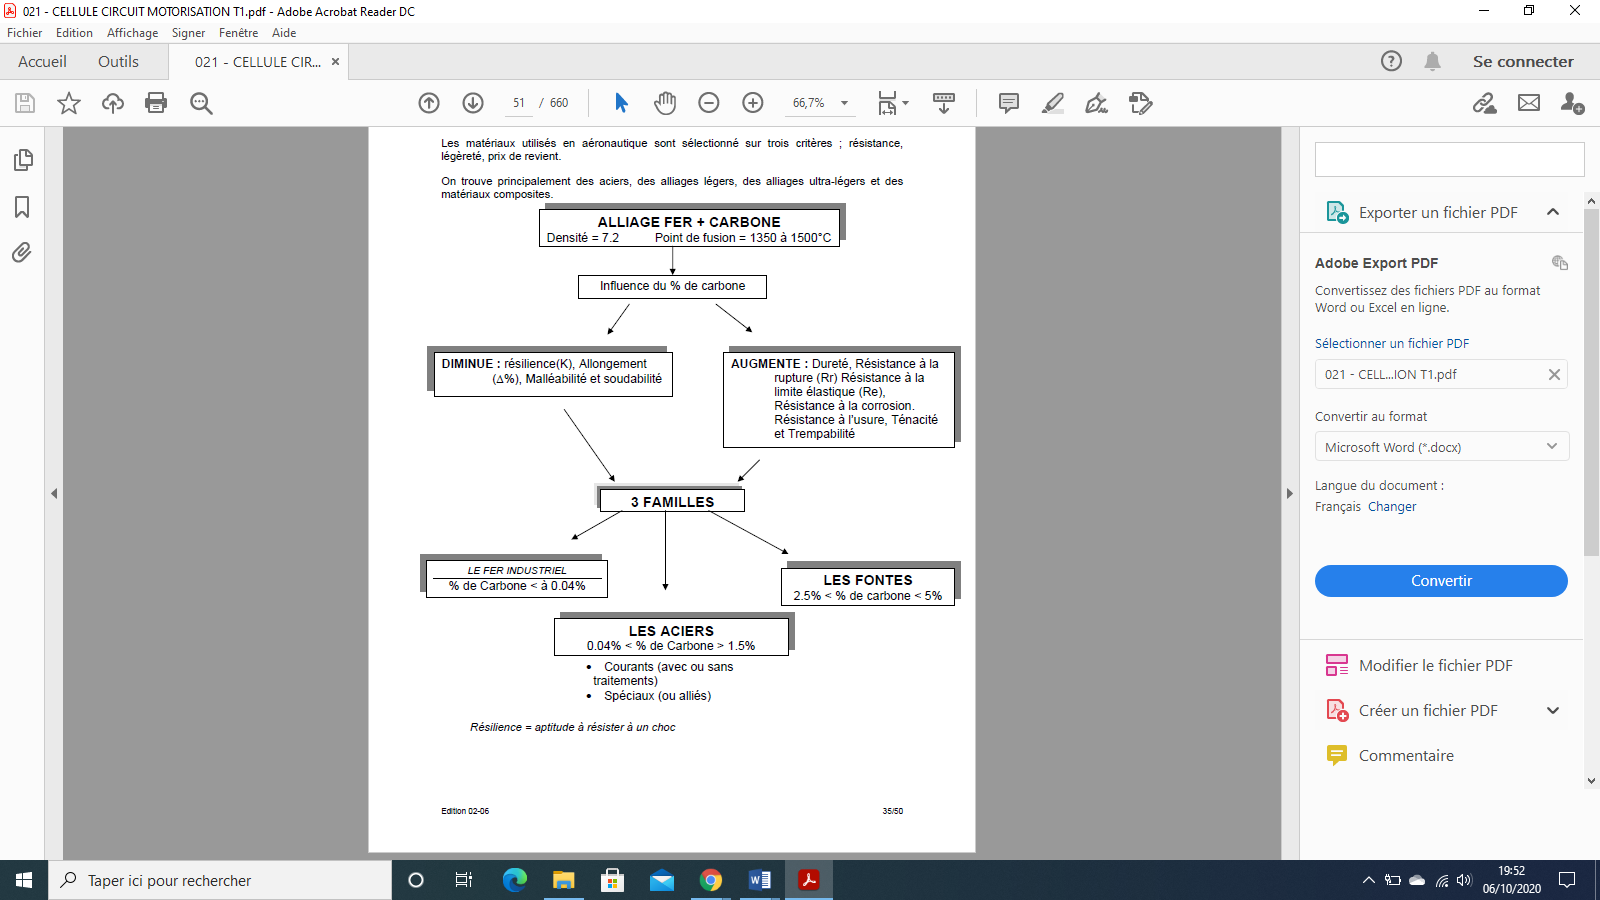 021 - CELLULE CIRCUIT MOTORISATION T1.pdf - Adobe Acrobat Reader DC
Fichier Edition Affichage Signer Fenêtre Aide
Accueil Outils 021 - CELLULE CIR... × Se connecter
51 / 660 66,7%
Les matériaux utilisés en aéronautique sont sélectionné sur trois critères ; résistance,
légèreté, prix de revient.
On trouve principalement des aciers, des alliages légers, des alliages ultra-légers et des
matériaux composites.
ALLIAGE FER + CARBONE
Densité = 7.2 Point de fusion = 1350 à 1500°C
Influence du % de carbone
DIMINUE : résilience(K), Allongement
(Δ%), Malléabilité et soudabilité
AUGMENTE : Dureté, Résistance à la
rupture (Rr) Résistance à la
limite élastique (Re),
Résistance à la corrosion.
Résistance à l'usure, Ténacité
et Trempabilité
3 FAMILLES
LE FER INDUSTRIEL
% de Carbone < à 0.04%
LES FONTES
2.5% < % de carbone < 5%
LES ACIERS
0.04% < % de Carbone > 1.5%
• Courants (avec ou sans
traitements)
• Spéciaux (ou alliés)
Résilience = aptitude à résister à un choc
Edition 02-06 35/50
Exporter un fichier PDF
Adobe Export PDF
Convertissez des fichiers PDF au format
Word ou Excel en ligne.
Sélectionner un fichier PDF
021 - CELL...ION T1.pdf
Convertir au format
Microsoft Word (*.docx)
Langue du document :
Français Changer
Convertir
Modifier le fichier PDF
Créer un fichier PDF
Commentaire
Taper ici pour rechercher
19:52
06/10/2020